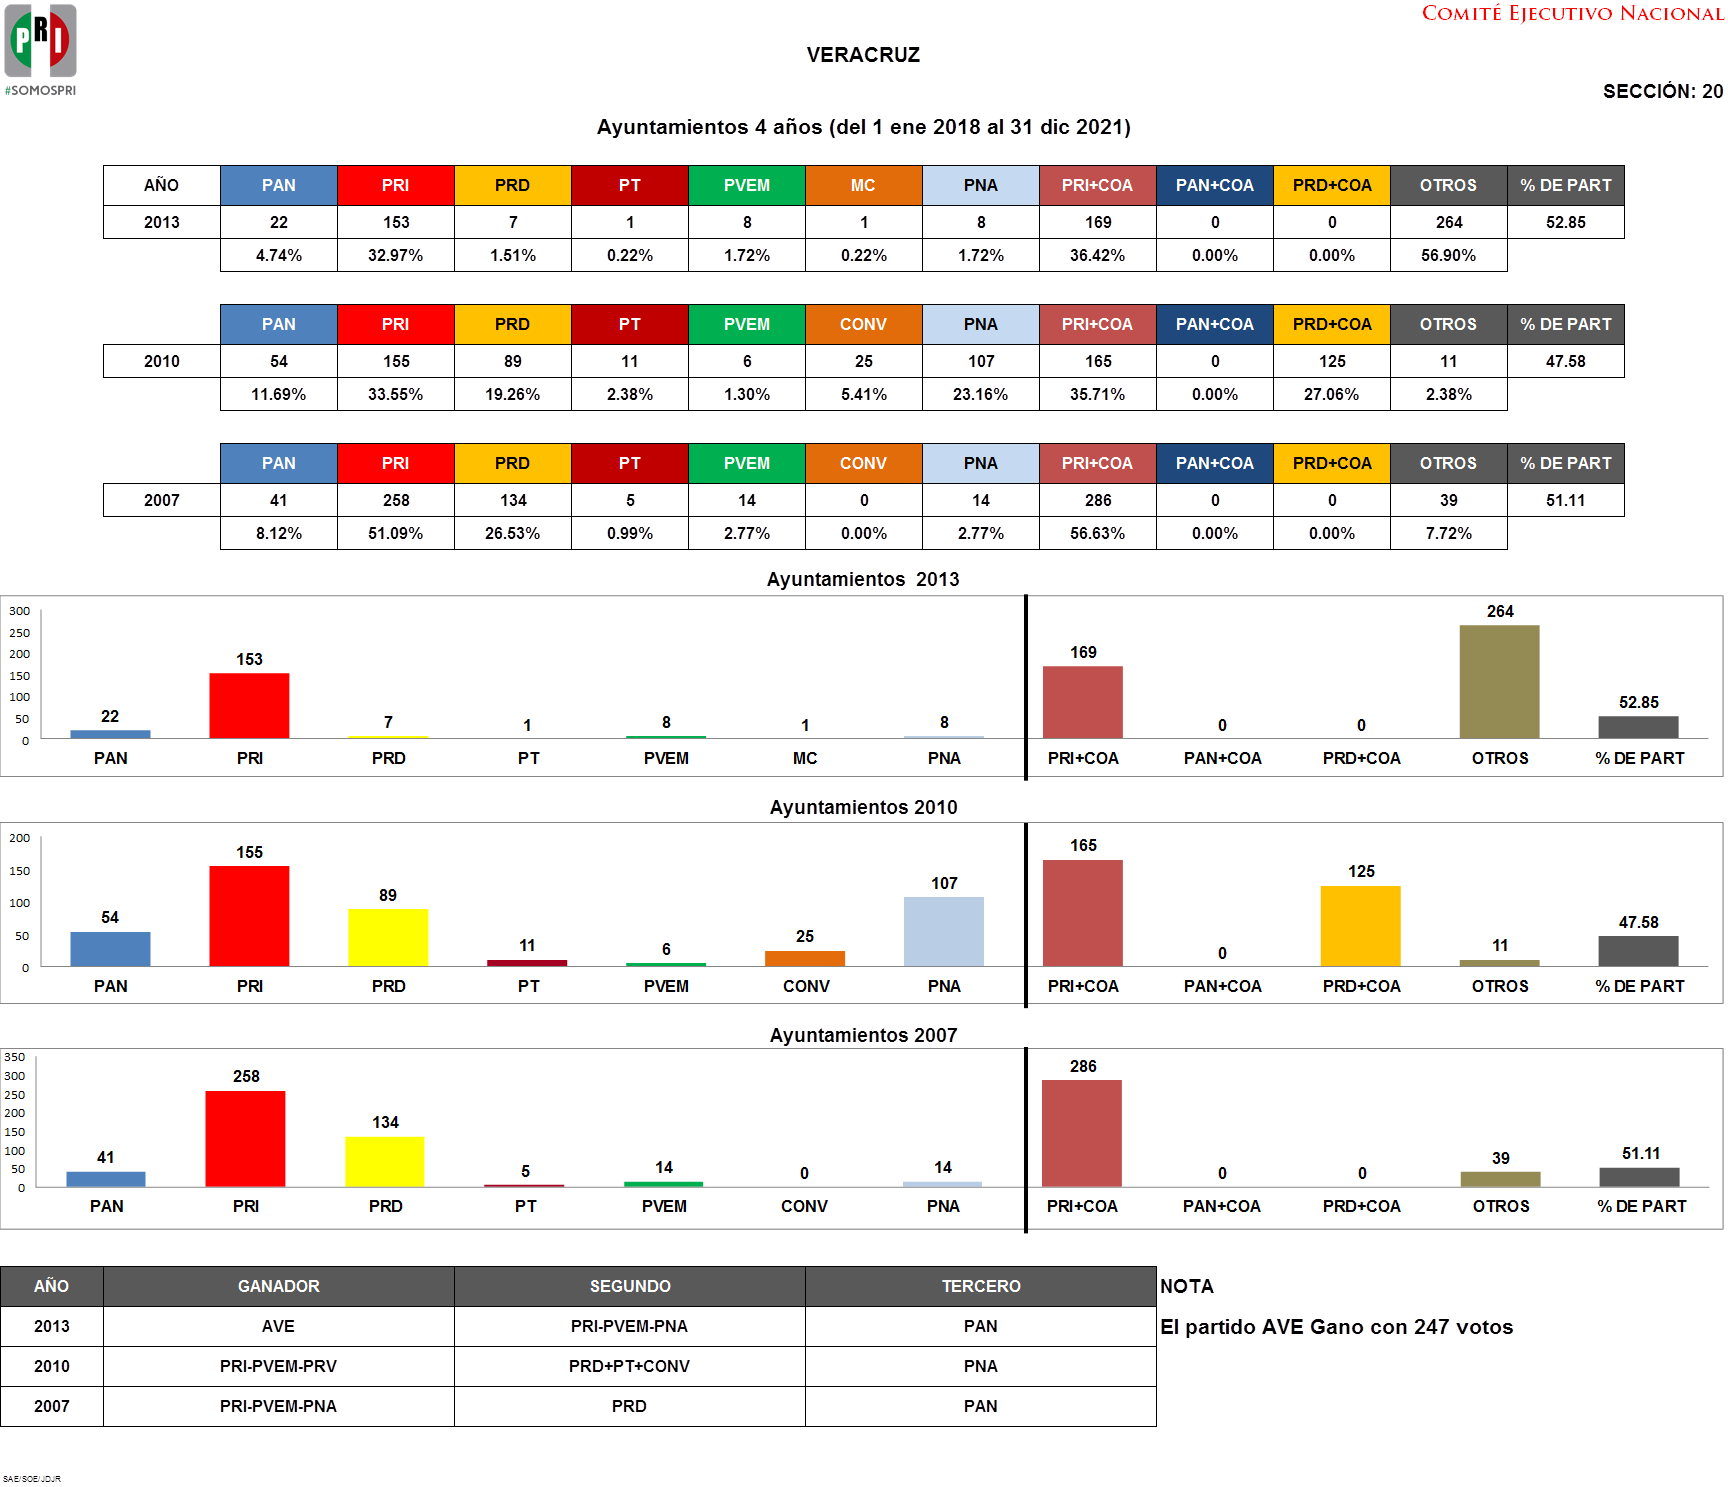 PRI
#SOMOSPRI
COMITÉ EJECUTIVO NACIONAL
VERACRUZ
SECCIÓN: 20
Ayuntamientos 4 años (del 1 ene 2018 al 31 dic 2021)
AÑO PAN PRI PRD PT PVEM MC PNA PRI+COA PAN+COA PRD+COA OTROS % DE PART
2013 22 153 7 1 8 1 8 169 0 0 264 52.85
4.74% 32.97% 1.51% 0.22% 1.72% 0.22% 1.72% 36.42% 0.00% 0.00% 56.90%
PAN PRI PRD PT PVEM CONV PNA PRI+COA PAN+COA PRD+COA OTROS % DE PART
2010 54 155 89 11 6 25 107 165 0 125 11 47.58
11.69% 33.55% 19.26% 2.38% 1.30% 5.41% 23.16% 35.71% 0.00% 27.06% 2.38%
PAN PRI PRD PT PVEM CONV PNA PRI+COA PAN+COA PRD+COA OTROS % DE PART
2007 41 258 134 5 14 0 14 286 0 0 39 51.11
8.12% 51.09% 26.53% 0.99% 2.77% 0.00% 2.77% 56.63% 0.00% 0.00% 7.72%
Ayuntamientos 2013
300
250
200
150
100
50
0
22 153 7 1 8 1 8 169 0 0 264 52.85
PAN PRI PRD PT PVEM MC PNA PRI+COA PAN+COA PRD+COA OTROS % DE PART
Ayuntamientos 2010
200
150
100
50
0
54 155 89 11 6 25 107 165 0 125 11 47.58
PAN PRI PRD PT PVEM CONV PNA PRI+COA PAN+COA PRD+COA OTROS % DE PART
Ayuntamientos 2007
350
300
250
200
150
100
50
0
41 258 134 5 14 0 14 286 0 0 39 51.11
PAN PRI PRD PT PVEM CONV PNA PRI+COA PAN+COA PRD+COA OTROS % DE PART
AÑO GANADOR SEGUNDO TERCERO NOTA
2013 AVE PRI-PVEM-PNA PAN El partido AVE Gano con 247 votos
2010 PRI-PVEM-PRV PRD+PT+CONV PNA
2007 PRI-PVEM-PNA PRD PAN
SAE/SOE/JDJR